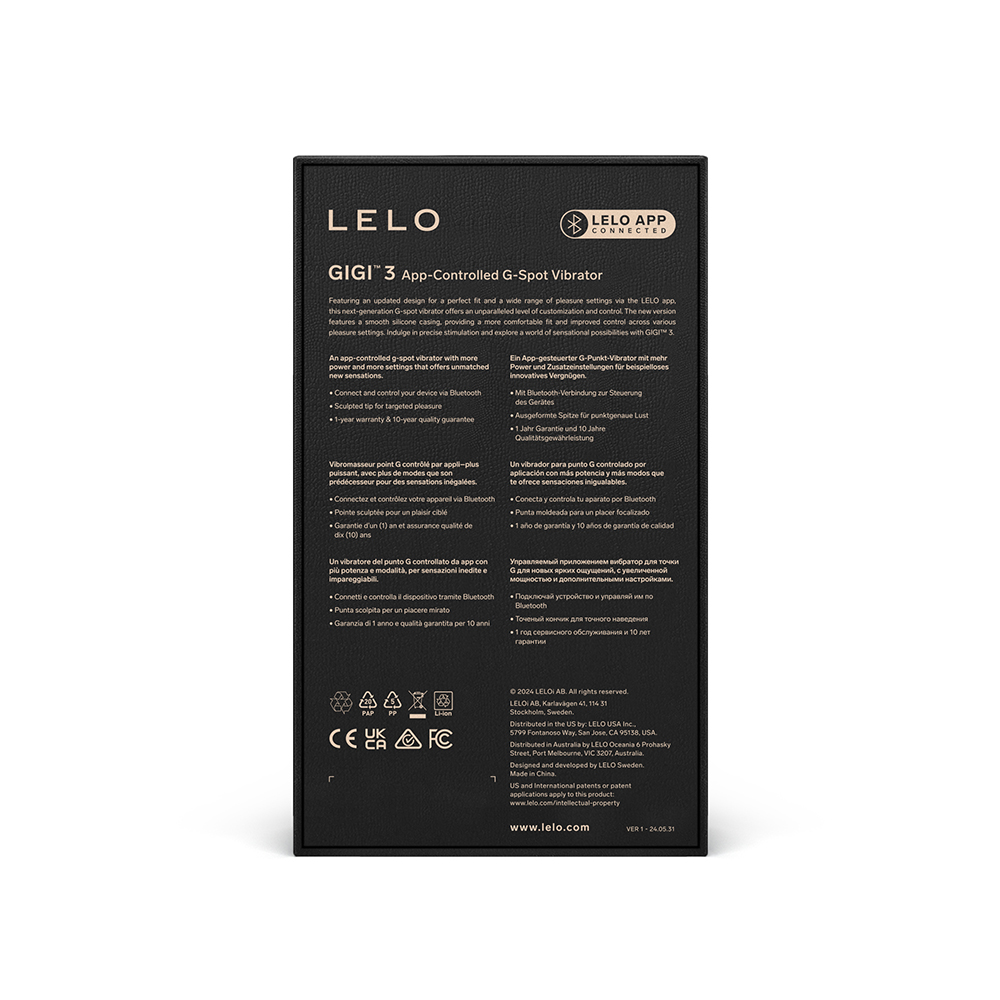 LELO
LELO APP
CONNECTED
GIGI™ 3 App-Controlled G-Spot Vibrator
Featuring an updated design for a perfect fit and a wide range of pleasure settings via the LELO app,
this next-generation G-spot vibrator offers an unparalleled level of customization and control. The new version
features a smooth silicone casing, providing a more comfortable fit and improved control across various
pleasure settings. Indulge in precise stimulation and explore a world of sensational possibilities with GIGI™ 3.
An app-controlled g-spot vibrator with more
power and more settings that offers unmatched
new sensations.
• Connect and control your device via Bluetooth
• Sculpted tip for targeted pleasure
• 1-year warranty & 10-year quality guarantee
Ein App-gesteuerter G-Punkt-Vibrator mit mehr
Power und Zusatzeinstellungen für beispielloses
innovatives Vergnügen.
• Mit Bluetooth-Verbindung zur Steuerung
des Gerätes
• Ausgeformte Spitze für punktgenaue Lust
• 1 Jahr Garantie und 10 Jahre
Qualitätsgewährleistung
Vibromasseur point G contrôlé par appli–plus
puissant, avec plus de modes que son
prédécesseur pour des sensations inégalées.
• Connectez et contrôlez votre appareil via Bluetooth
• Pointe sculptée pour un plaisir ciblé
• Garantie d'un (1) an et assurance qualité de
dix (10) ans
Un vibrador para punto G controlado por
aplicación con más potencia y más modos que
te ofrece sensaciones inigualables.
• Conecta y controla tu aparato por Bluetooth
• Punta moldeada para un placer focalizado
• 1 año de garantía y 10 años de garantía de calidad
Un vibratore del punto G controllato da app con
più potenza e modalità, per sensazioni inedite e
impareggiabili.
• Connetti e controlla il dispositivo tramite Bluetooth
• Punta scolpita per un piacere mirato
• Garanzia di 1 anno e qualità garantita per 10 anni
Управляемый приложением вибратор для точки
G для новых ярких ощущений, с увеличенной
мощностью и дополнительными настройками.
• Подключай устройство и управляй им по
Bluetooth
• Точеный кончик для точного наведения
• 1 год сервисного обслуживания и 10 лет
гарантии
20
PAP
5
PP
Li-ion
CE UK
CA FC
© 2024 LELOi AB. All rights reserved.
LELOi AB, Karlavägen 41, 114 31
Stockholm, Sweden.
Distributed in the US by: LELO USA Inc.,
5799 Fontanoso Way, San Jose, CA 95138, USA.
Distributed in Australia by LELO Oceania 6 Prohasky
Street, Port Melbourne, VIC 3207, Australia.
Designed and developed by LELO Sweden.
Made in China.
US and International patents or patent
applications apply to this product:
www.lelo.com/intellectual-property
www.lelo.com
VER 1 - 24.05.31